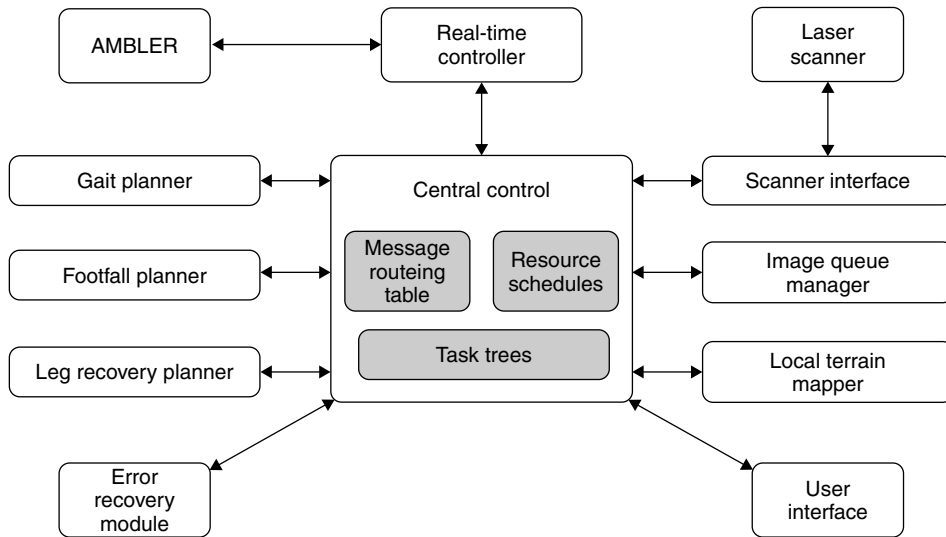 AMBLER
Real-time
controller
Laser
scanner
Gait planner
Central control
Scanner interface
Message
routeing
table
Resource
schedules
Footfall planner
Image queue
manager
Task trees
Leg recovery planner
Local terrain
mapper
Error
recovery
module
User
interface